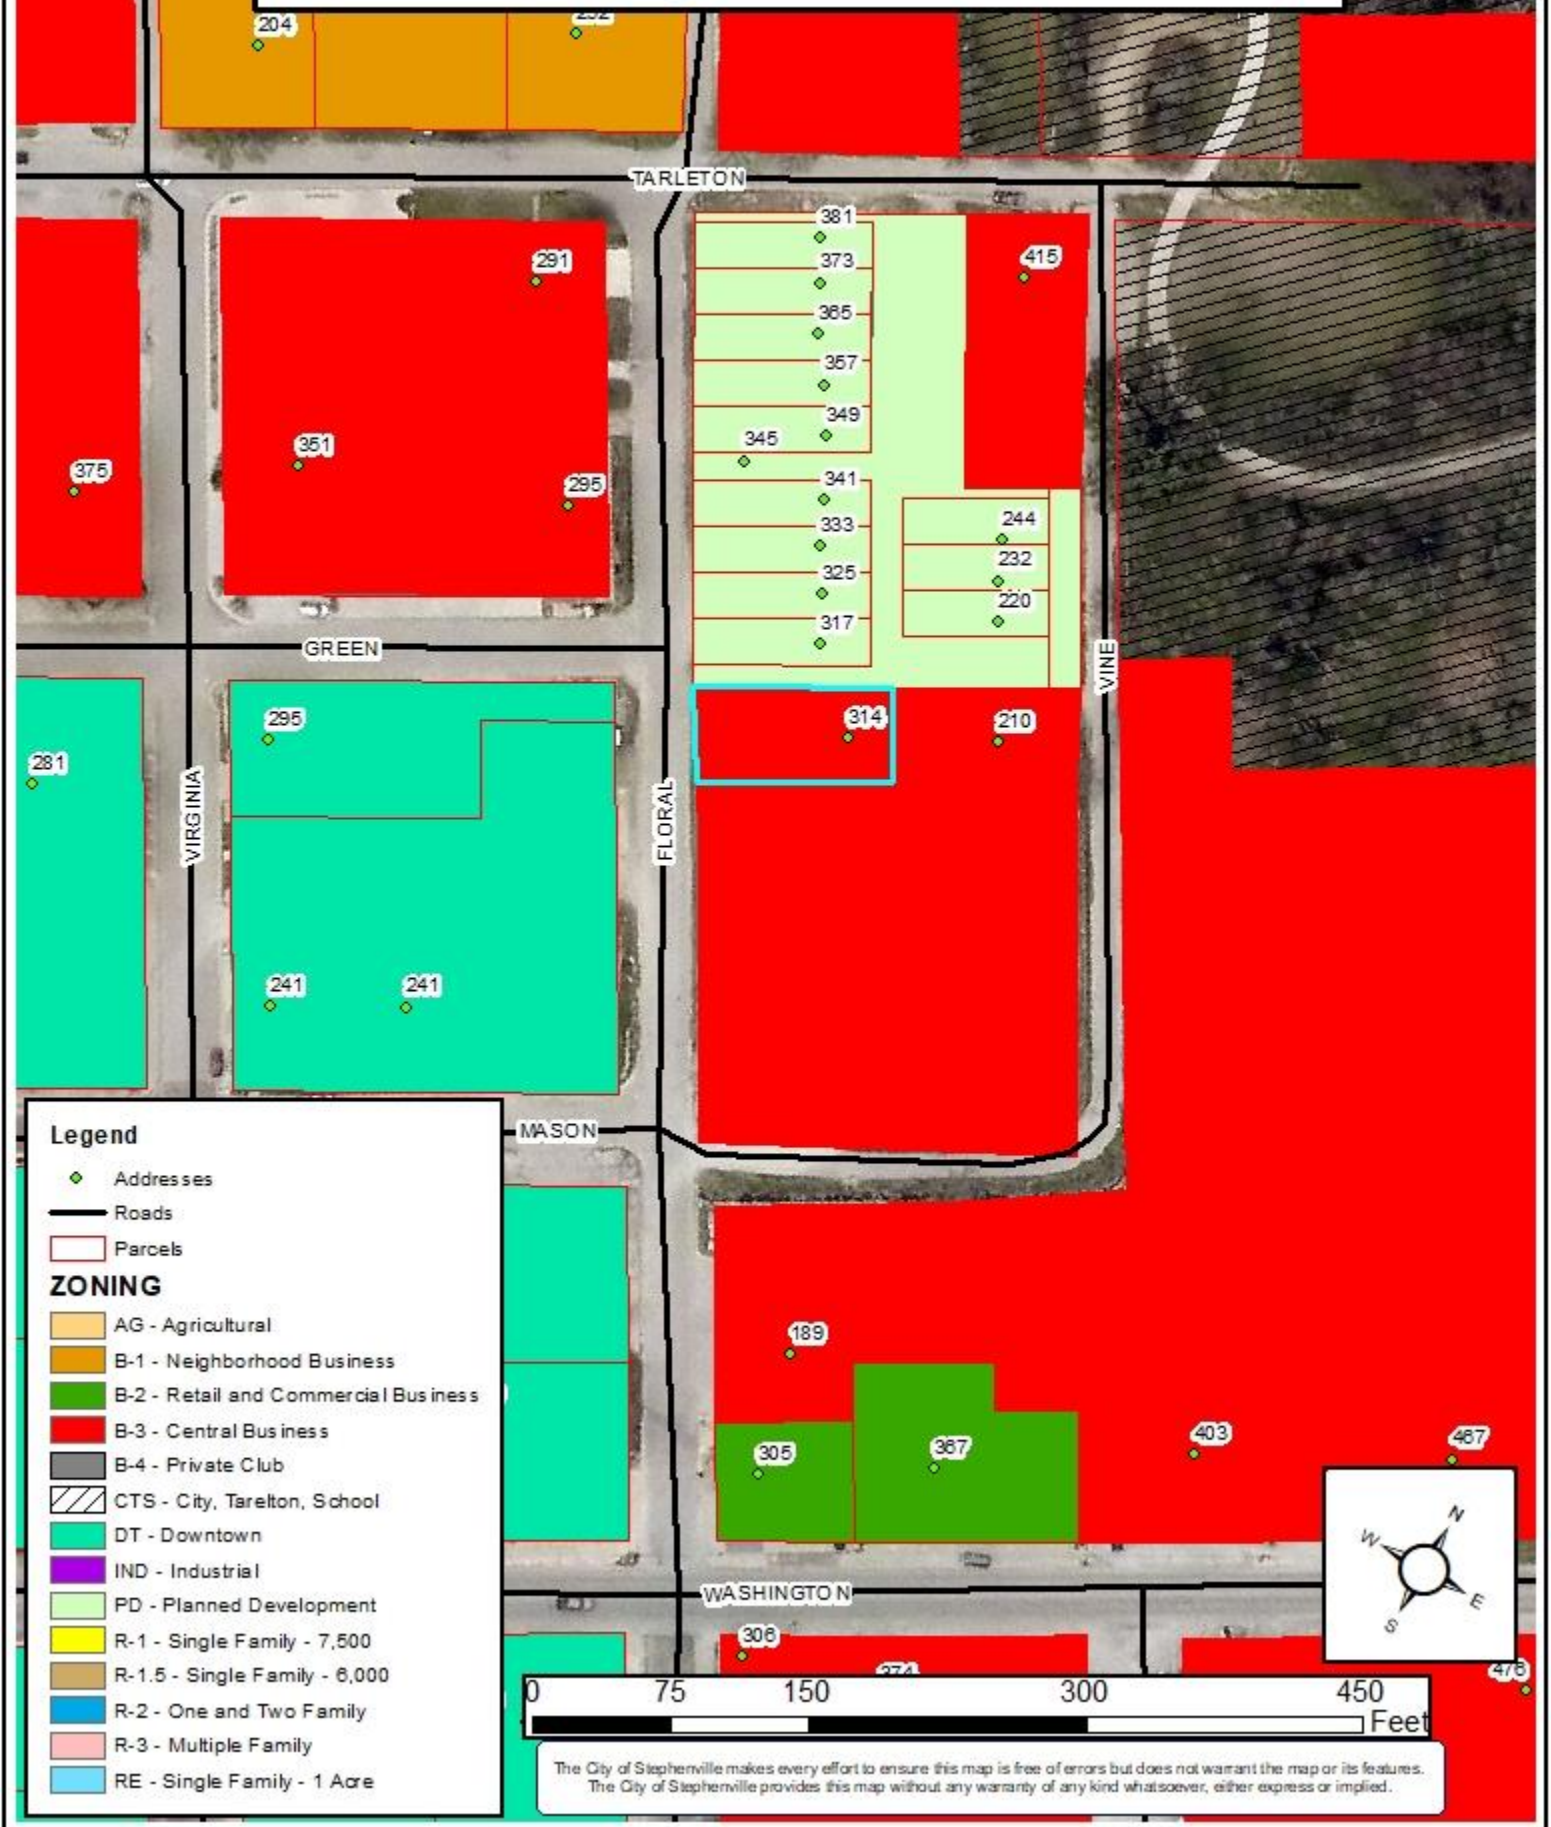 204
232
TARLETON
381
291
373
415
365
357
351
349
345
375
295
341
333
244
325
232
220
317
GREEN
VINE
314
210
295
281
VIRGINIA
FLORAL
241
241
MASON
Legend
Addresses
Roads
Parcels
ZONING
AG - Agricultural
B-1 - Neighborhood Business
B-2 - Retail and Commercial Business
B-3 - Central Business
B-4 - Private Club
CTS - City, Tarelton, School
DT - Downtown
IND - Industrial
PD - Planned Development
R-1 - Single Family - 7,500
R-1.5 - Single Family - 6,000
R-2 - One and Two Family
R-3 - Multiple Family
RE - Single Family - 1 Acre
189
305
367
403
467
N
W
E
S
WASHINGTON
306
374
476
0 75 150 300 450
Feet
The City of Stephenville makes every effort to ensure this map is free of errors but does not warrant the map or its features.
The City of Stephenville provides this map without any warranty of any kind whatsoever, either express or implied.